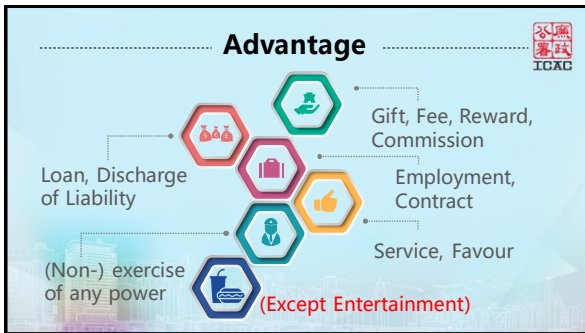 Advantage
廉政
公署
ICAC
Gift, Fee, Reward,
Commission
Loan, Discharge
of Liability
Employment,
Contract
Service, Favour
(Non-) exercise
of any power
(Except Entertainment)